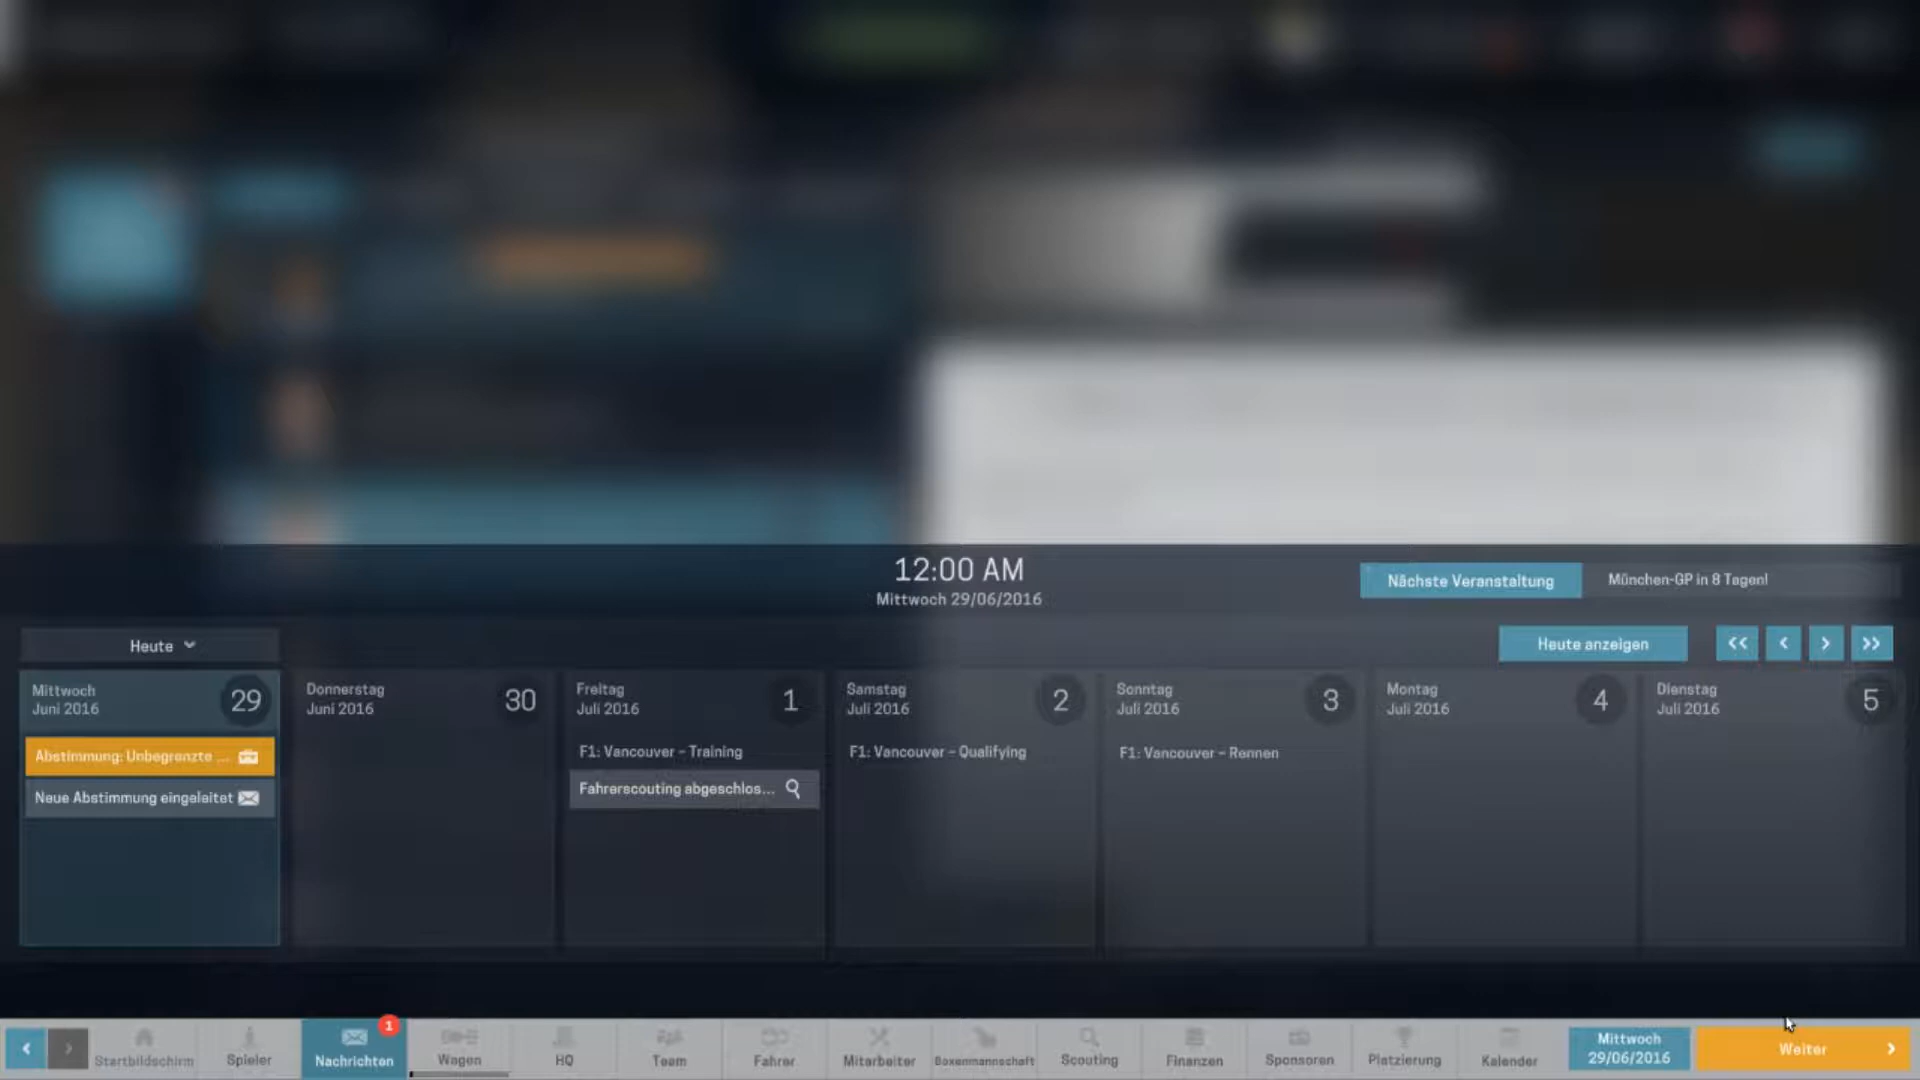 12:00 AM
Mittwoch 29/06/2016
Nächste Veranstaltung
München-GP in 8 Tagen!
Heute
Heute anzeigen
<<
<
>
>>
Mittwoch
Juni 2016
29
Donnerstag
Juni 2016
30
Freitag
Juli 2016
1
Samstag
Juli 2016
2
Sonntag
Juli 2016
3
Montag
Juli 2016
4
Dienstag
Juli 2016
5
Abstimmung: Unbegrenzte ...
Neue Abstimmung eingeleitet
F1: Vancouver – Training
Fahrerscouting abgeschlos...
F1: Vancouver – Qualifying
F1: Vancouver – Rennen
<
>
Startbildschirm
Spieler
1
Nachrichten
Wagen
HQ
Team
Fahrer
Mitarbeiter
Boxenmannschaft
Scouting
Finanzen
Sponsoren
Platzierung
Kalender
Mittwoch
29/06/2016
Weiter
>